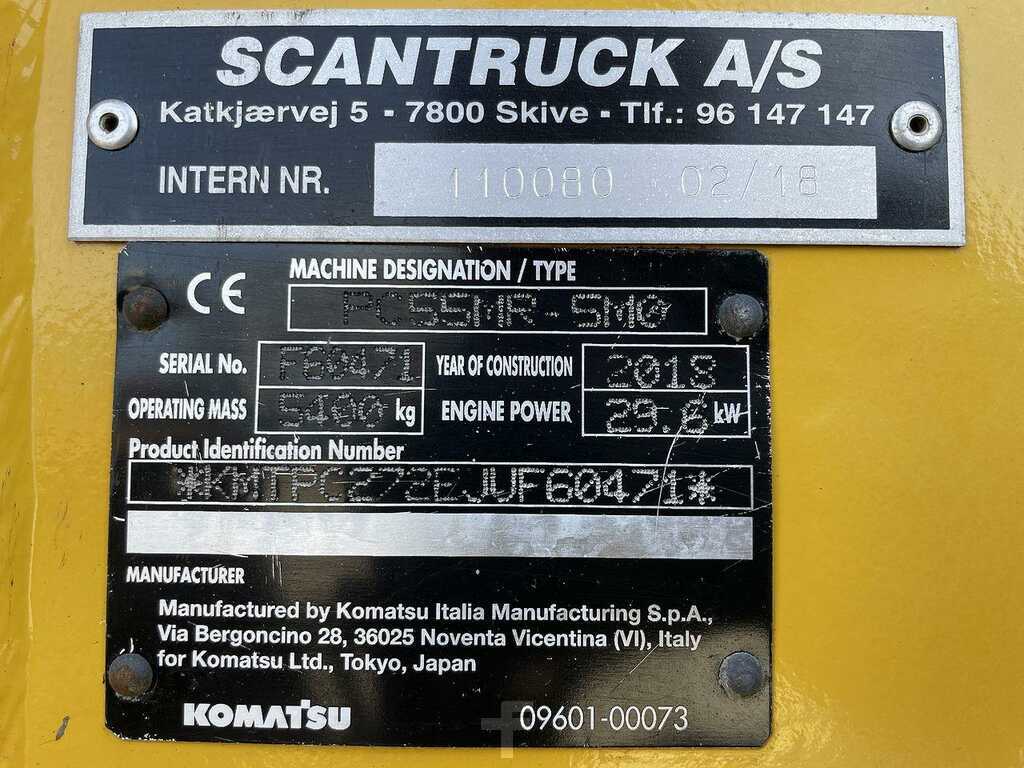 SCANTRUCK A/S
Katkjærvej 5 - 7800 Skive - Tlf.: 96 147 147
INTERN NR. 110080 02/18
CE
MACHINE DESIGNATION / TYPE
PC55MR-5M0
SERIAL No. F60471 YEAR OF CONSTRUCTION 2018
OPERATING MASS 5400 kg ENGINE POWER 29.6 kW
Product Identification Number
*KMTPC272EJVF60471*
MANUFACTURER
Manufactured by Komatsu Italia Manufacturing S.p.A.,
Via Bergoncino 28, 36025 Noventa Vicentina (VI), Italy
for Komatsu Ltd., Tokyo, Japan
KOMATSU 09601-00073